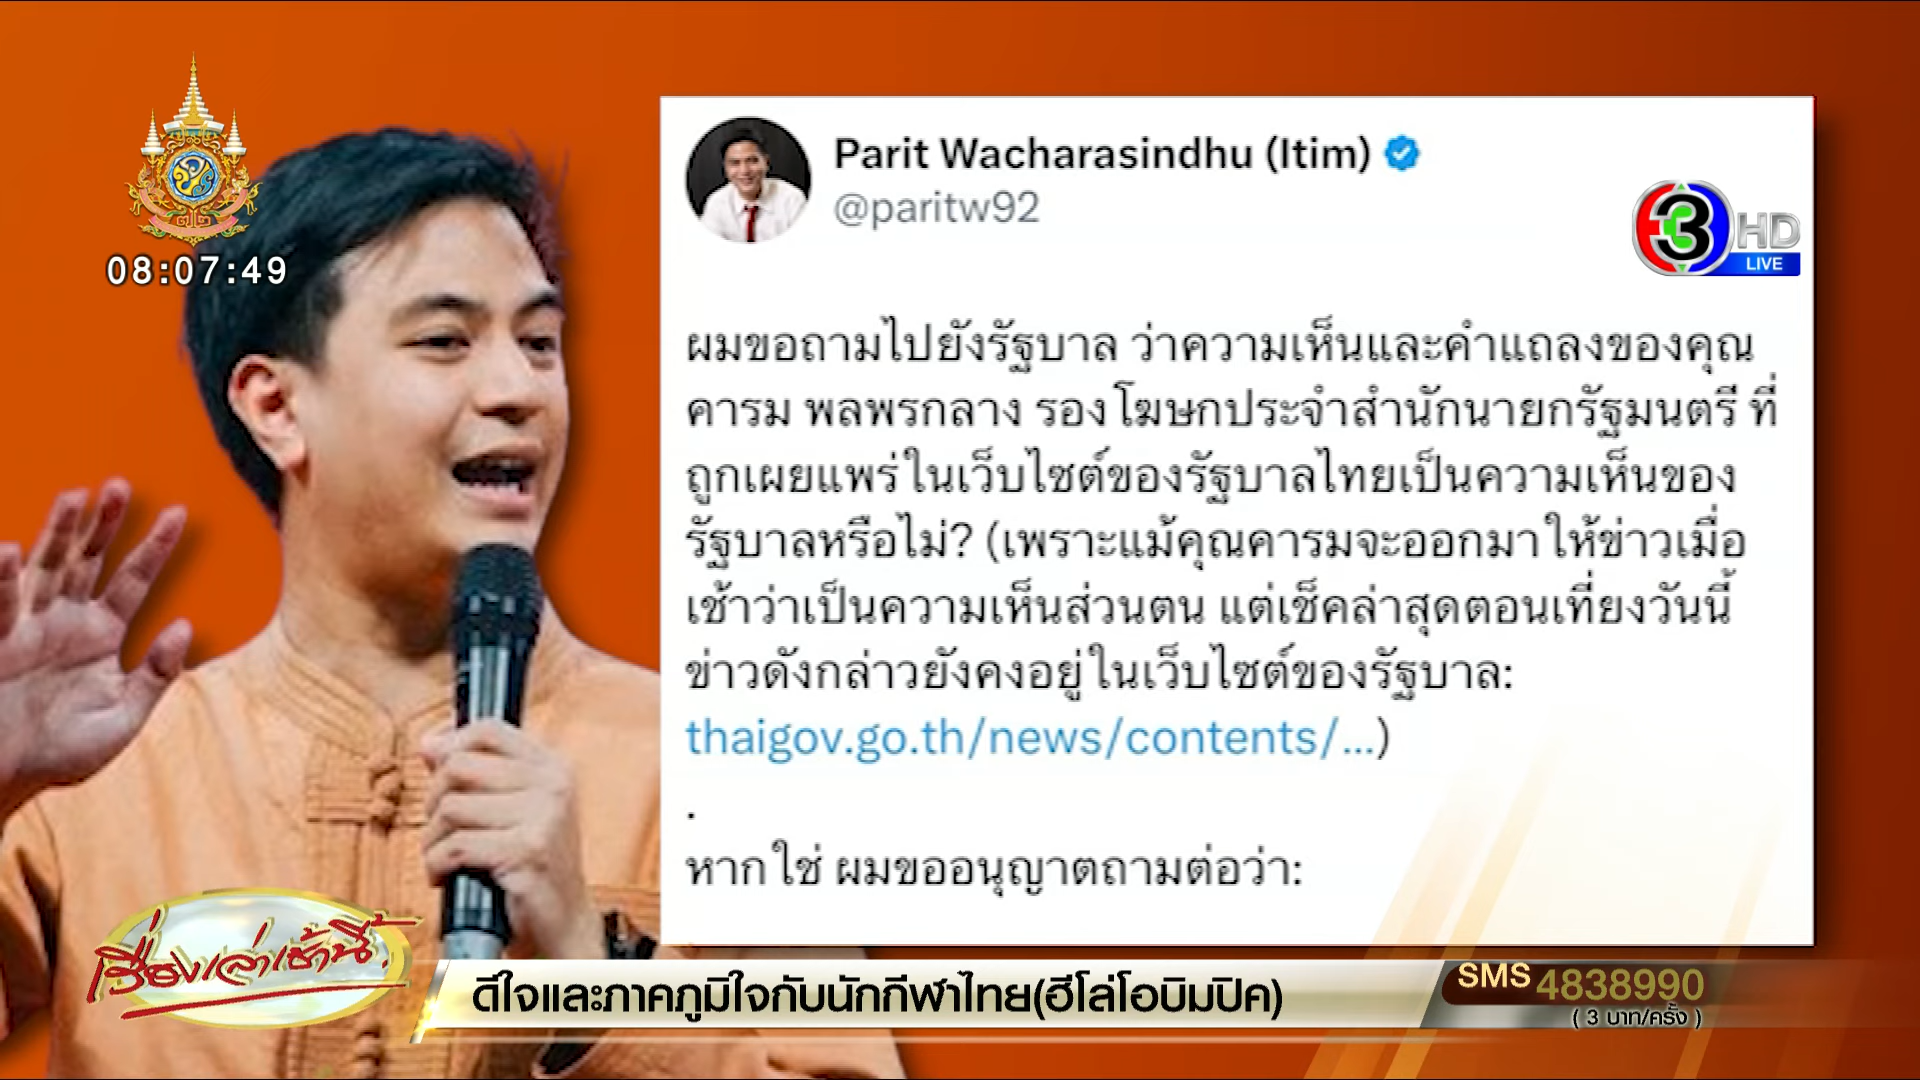 ๗๒
08:07:49
Parit Wacharasindhu (Itim)
@paritw92
3 HD
LIVE
ผมขอถามไปยังรัฐบาล ว่าความเห็นและคำแถลงของคุณ
คารม พลพรกลาง รองโฆษกประจำสำนักนายกรัฐมนตรี ที่
ถูกเผยแพร่ในเว็บไซต์ของรัฐบาลไทยเป็นความเห็นของ
รัฐบาลหรือไม่? (เพราะแม้คุณคารมจะออกมาให้ข่าวเมื่อ
เช้าว่าเป็นความเห็นส่วนตน แต่เช็คล่าสุดตอนเที่ยงวันนี้
ข่าวดังกล่าวยังคงอยู่ในเว็บไซต์ของรัฐบาล:
thaigov.go.th/news/contents/...)
.
หากใช่ ผมขออนุญาตถามต่อว่า:
เรื่องเล่าเช้านี้
ดีใจและภาคภูมิใจกับนักกีฬาไทย(ฮีโล่โอบิมปิค)
SMS 4838990
( 3 บาท/ครั้ง )